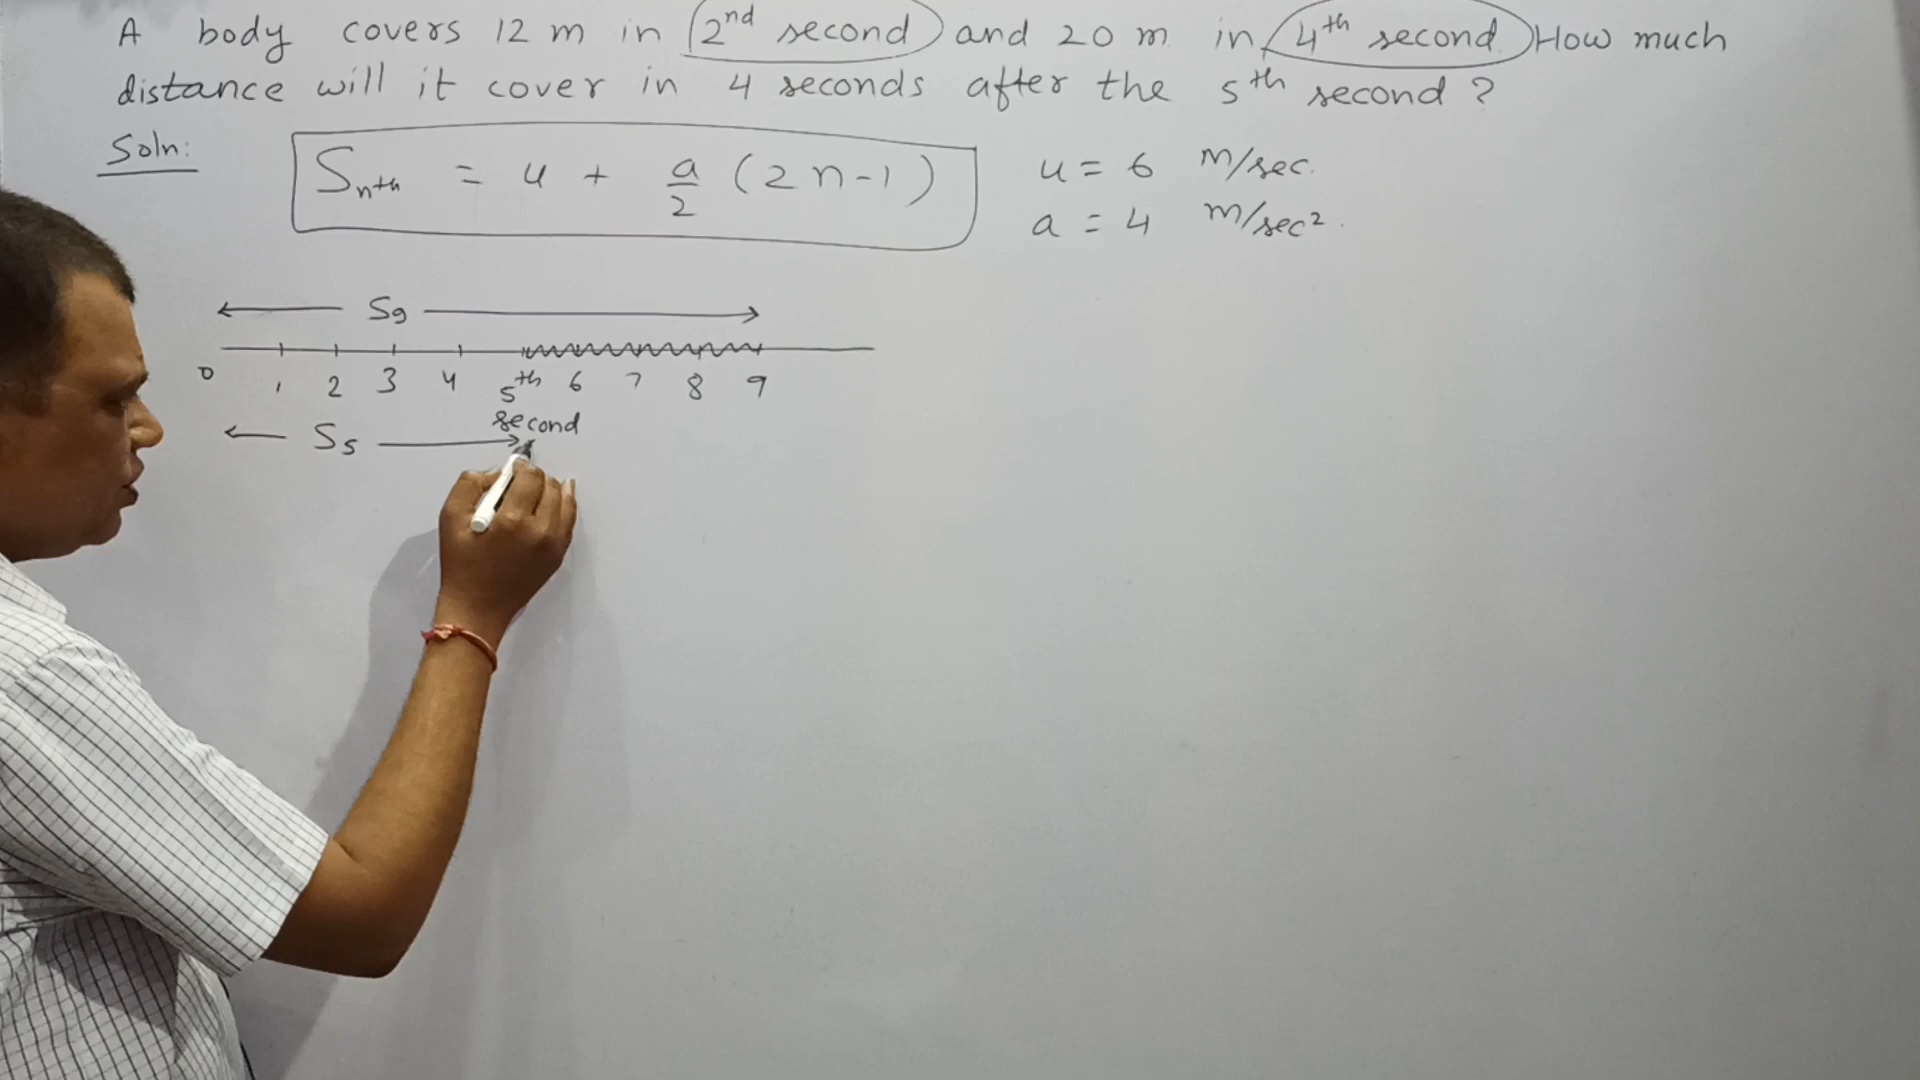 A body covers 12 m in 2nd second and 20 m in 4th second How much
distance will it cover in 4 seconds after the 5th second ?
Soln:
Snth = u + a/2 (2n-1)
u = 6 m/sec.
a = 4 m/sec².
S9
0 1 2 3 4 5th 6 7 8 9
second
S5